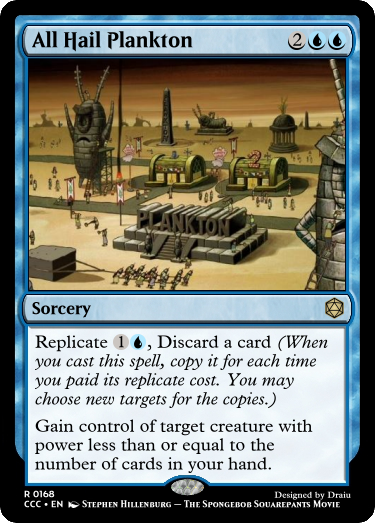 All Hail Plankton 2
PLANKTON
Sorcery
Replicate 1, Discard a card (When
you cast this spell, copy it for each time
you paid its replicate cost. You may
choose new targets for the copies.)
Gain control of target creature with
power less than or equal to the
number of cards in your hand.
R 0168
Designed by Draiu
CCC • EN Stephen Hillenburg — The Spongebob Squarepants Movie